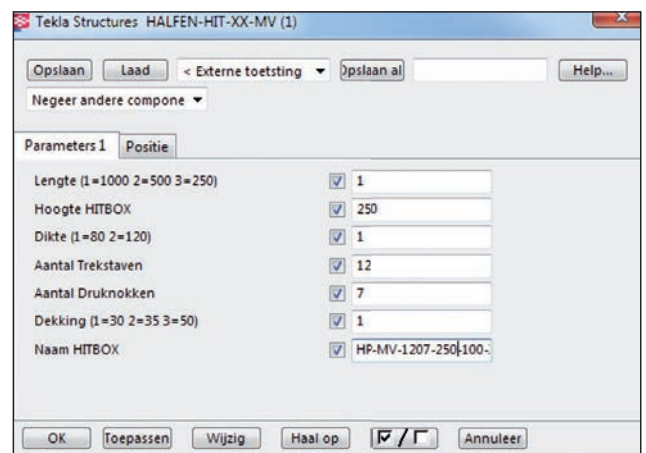 Tekla Structures HALFEN-HIT-XX-MV (1)
Opslaan Laad < Externe toetsting Opslaan al Help...
Negeer andere compone
Parameters 1 Positie
Lengte (1=1000 2=500 3=250) 1
Hoogte HITBOX 250
Dikte (1=80 2=120) 1
Aantal Trekstaven 12
Aantal Druknokken 7
Dekking (1=30 2=35 3=50) 1
Naam HITBOX HP-MV-1207-250-100-
OK Toepassen Wijzig Haal op / Annuleer